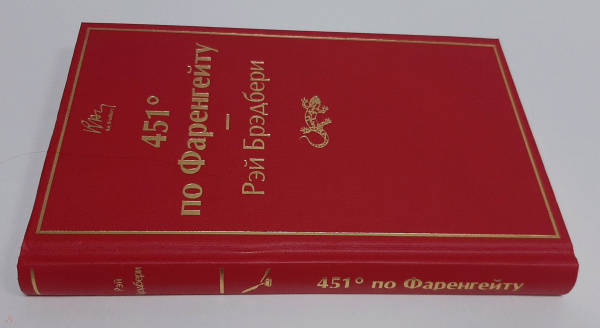 451°
по Фаренгейту
Рэй Брэдбери
Рэй
Брэдбери
451° по Фаренгейту